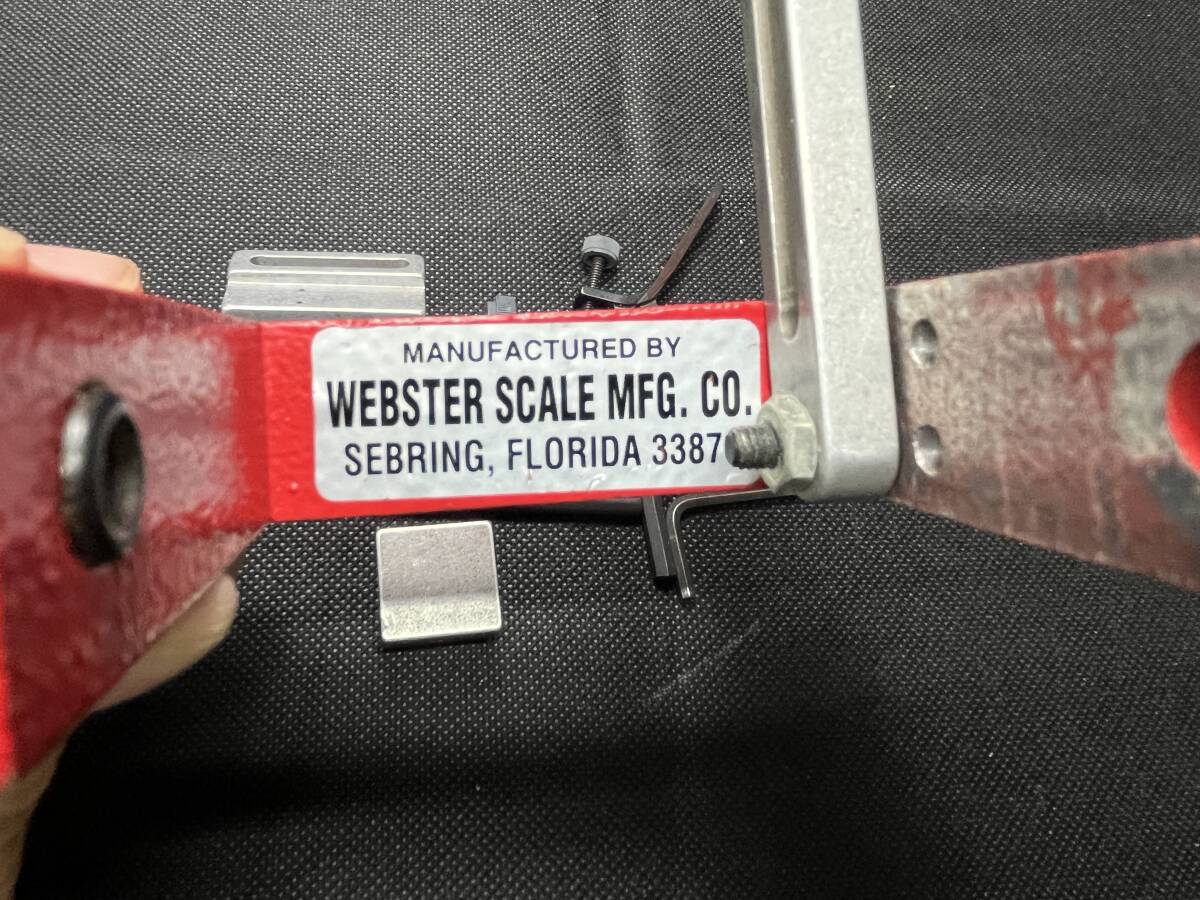 MANUFACTURED BY
WEBSTER SCALE MFG. CO.
SEBRING, FLORIDA 3387